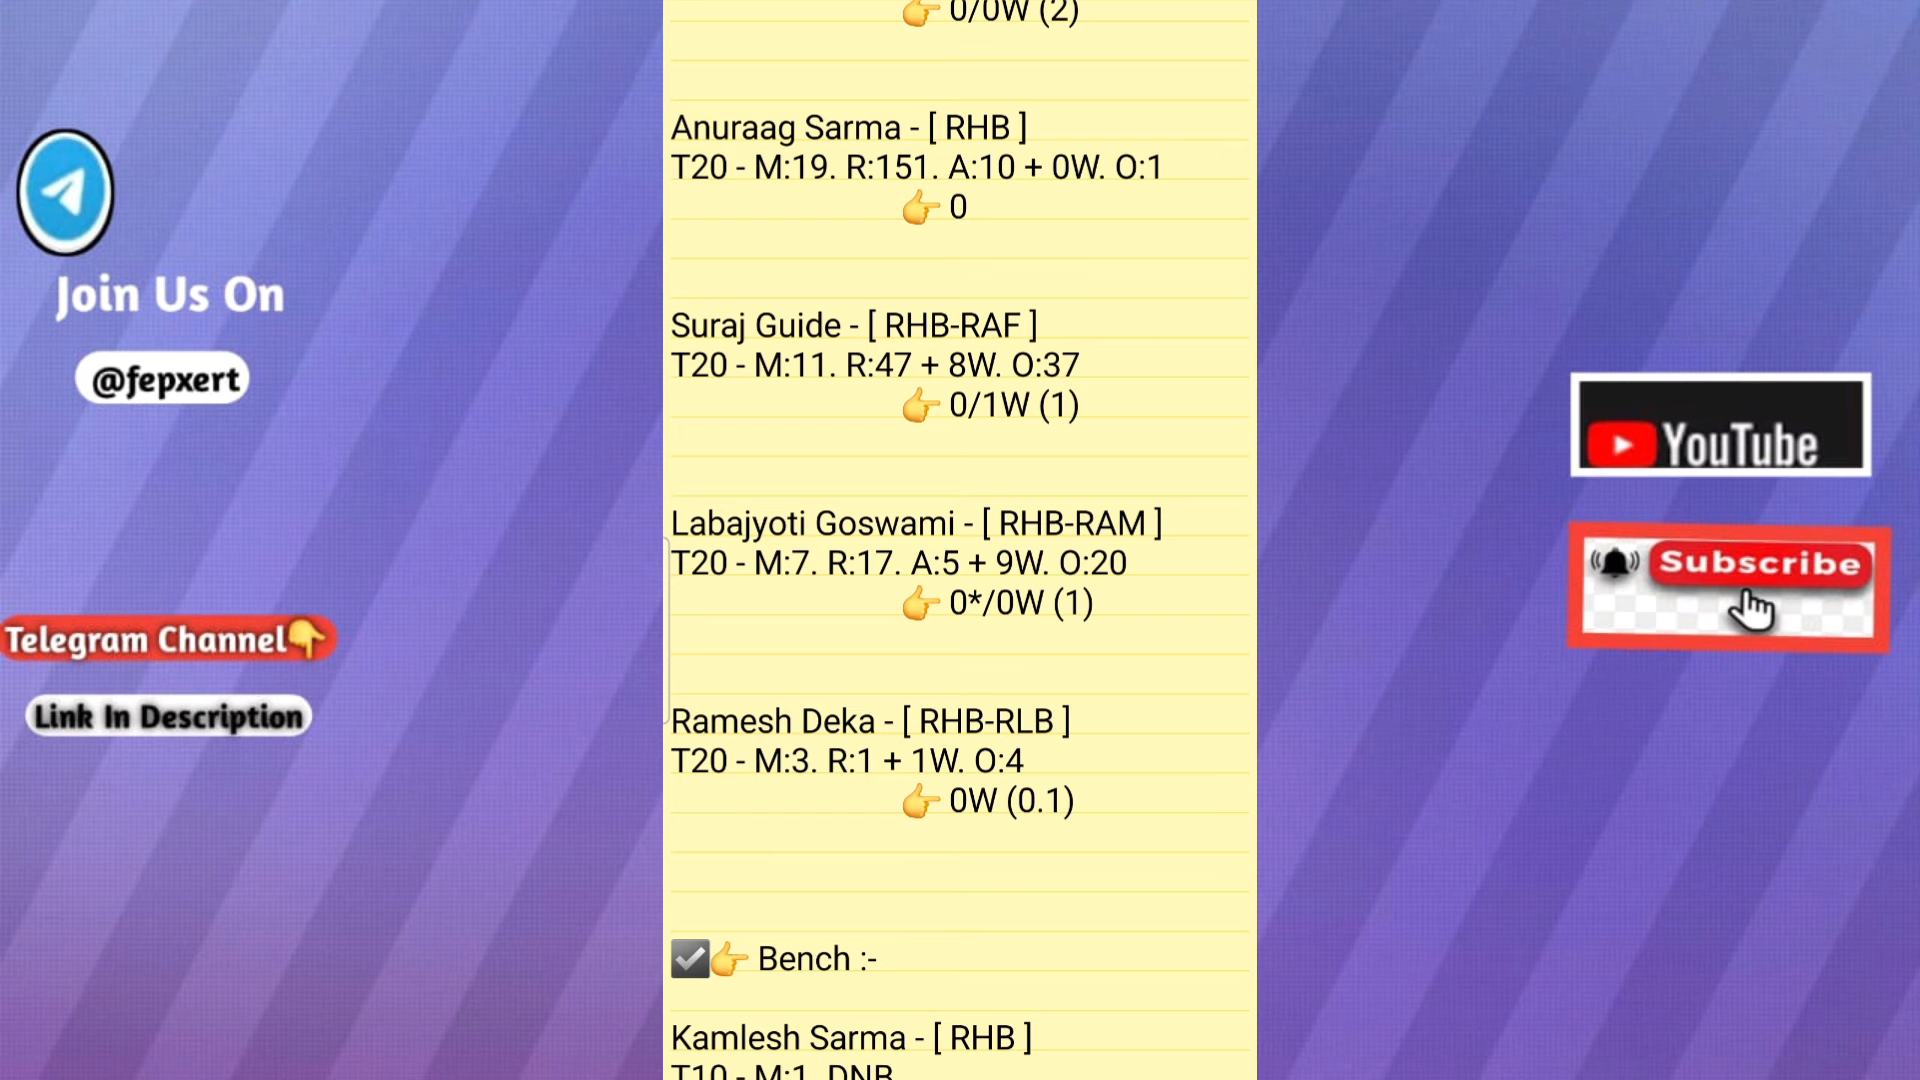 👉 0/0W (2)
Anuraag Sarma - [ RHB ]
T20 - M:19. R:151. A:10 + 0W. O:1
👉 0
Suraj Guide - [ RHB-RAF ]
T20 - M:11. R:47 + 8W. O:37
👉 0/1W (1)
Labajyoti Goswami - [ RHB-RAM ]
T20 - M:7. R:17. A:5 + 9W. O:20
👉 0*/0W (1)
Ramesh Deka - [ RHB-RLB ]
T20 - M:3. R:1 + 1W. O:4
👉 0W (0.1)
☑👉 Bench :-
Kamlesh Sarma - [ RHB ]
T10 - M:1. DNB
Join Us On
@fepxert
Telegram Channel👇
Link In Description
YouTube
Subscribe